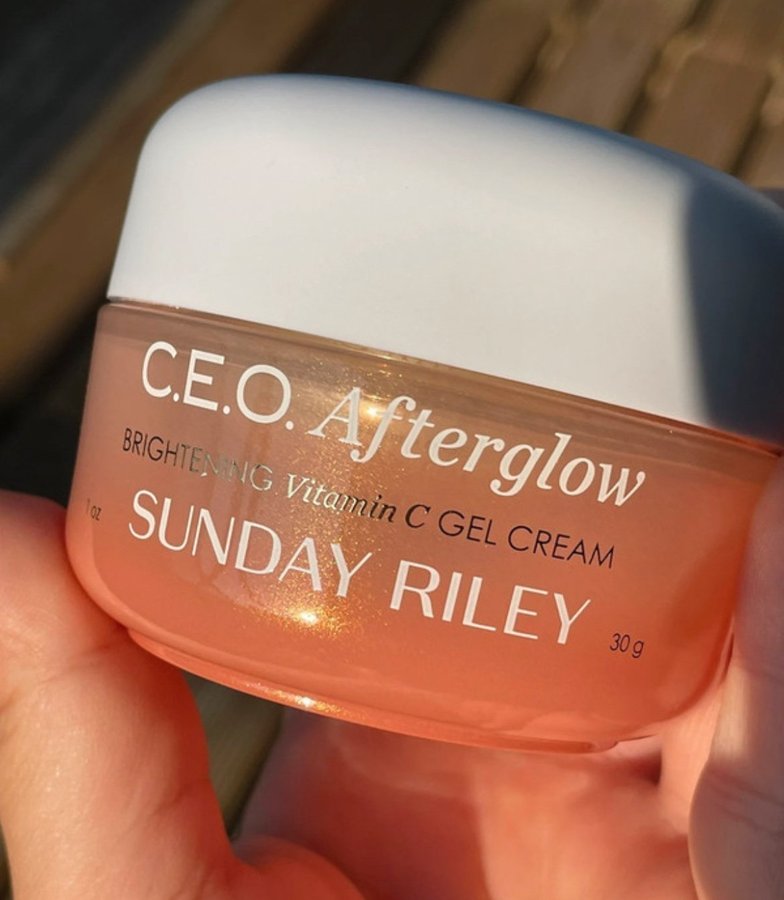 C.E.O. Afterglow
BRIGHTENING Vitamin C GEL CREAM
1 oz
SUNDAY RILEY
30 g